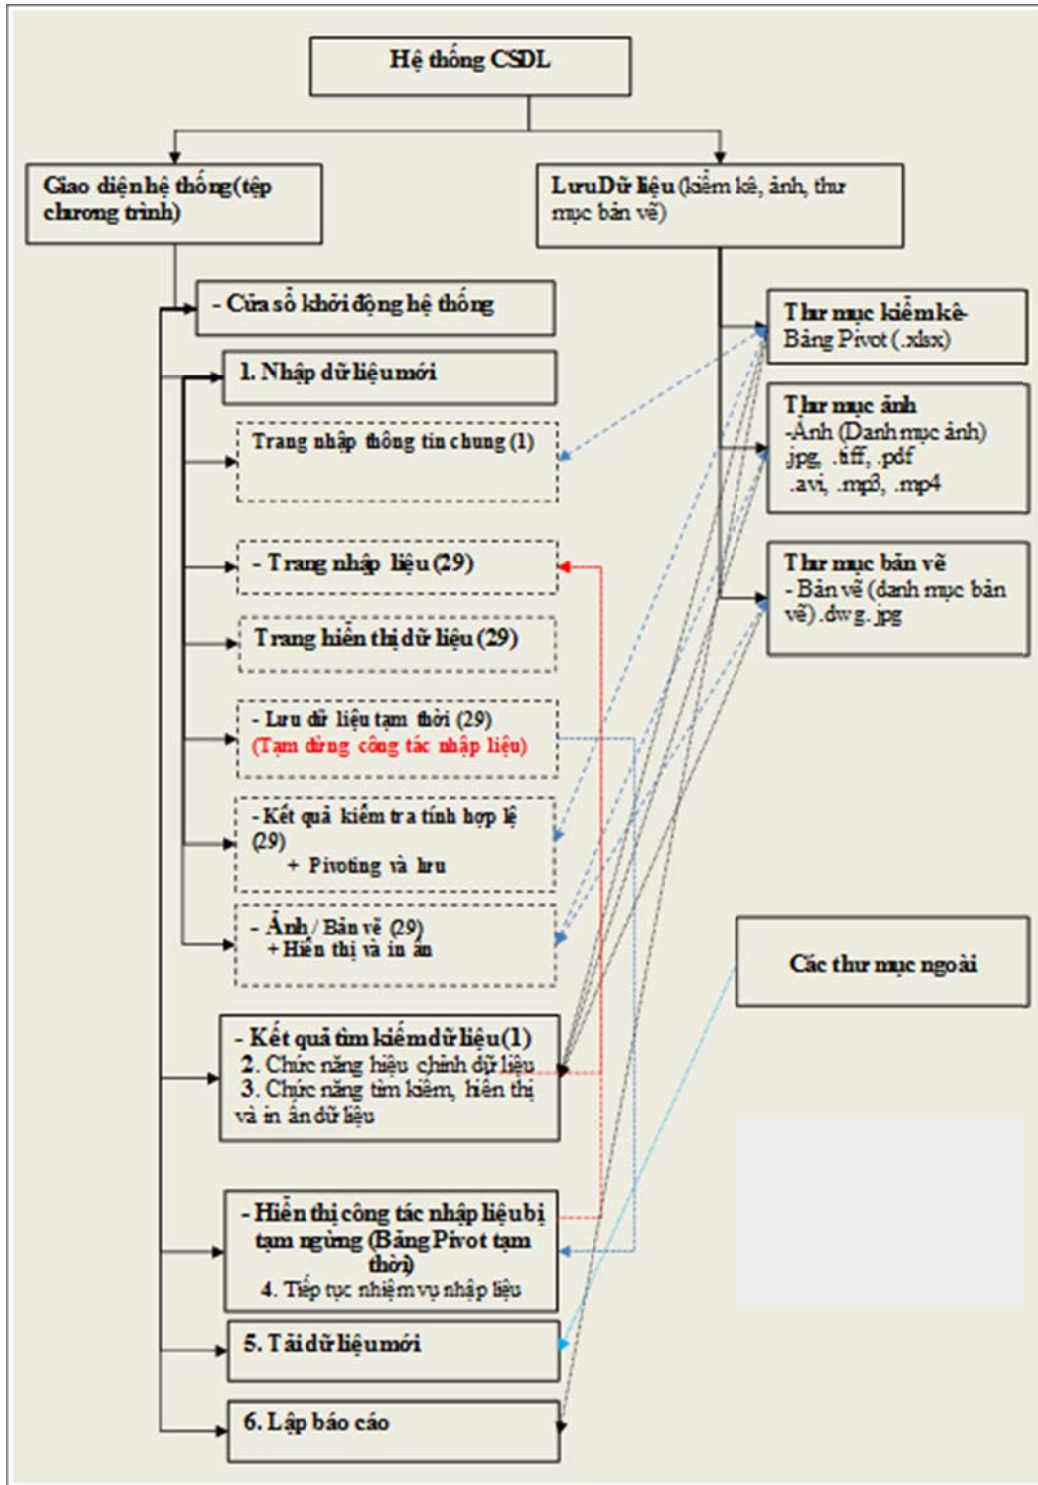 Hệ thống CSDL
Giao diện hệ thống (tệp
chương trình)
Lưu Dữ liệu (kiểm kê, ảnh, thư
mục bản vẽ)
- Cửa sổ khởi động hệ thống
1. Nhập dữ liệu mới
Trang nhập thông tin chung (1)
- Trang nhập liệu (29)
Trang hiển thị dữ liệu (29)
- Lưu dữ liệu tạm thời (29)
(Tạm dừng công tác nhập liệu)
- Kết quả kiểm tra tính hợp lệ
(29)
+ Pivoting và lưu
- Ảnh / Bản vẽ (29)
+ Hiển thị và in ấn
- Kết quả tìm kiếm dữ liệu (1)
2. Chức năng hiệu chỉnh dữ liệu
3. Chức năng tìm kiếm, hiển thị
và in ấn dữ liệu
- Hiển thị công tác nhập liệu bị
tạm ngừng (Bảng Pivot tạm
thời)
4. Tiếp tục nhiệm vụ nhập liệu
5. Tải dữ liệu mới
6. Lập báo cáo
Thư mục kiểm kê-
Bảng Pivot (.xlsx)
Thư mục ảnh
-Ảnh (Danh mục ảnh)
.jpg, .tiff, .pdf
.avi, .mp3, .mp4
Thư mục bản vẽ
- Bản vẽ (danh mục bản
vẽ) .dwg .jpg
Các thư mục ngoài